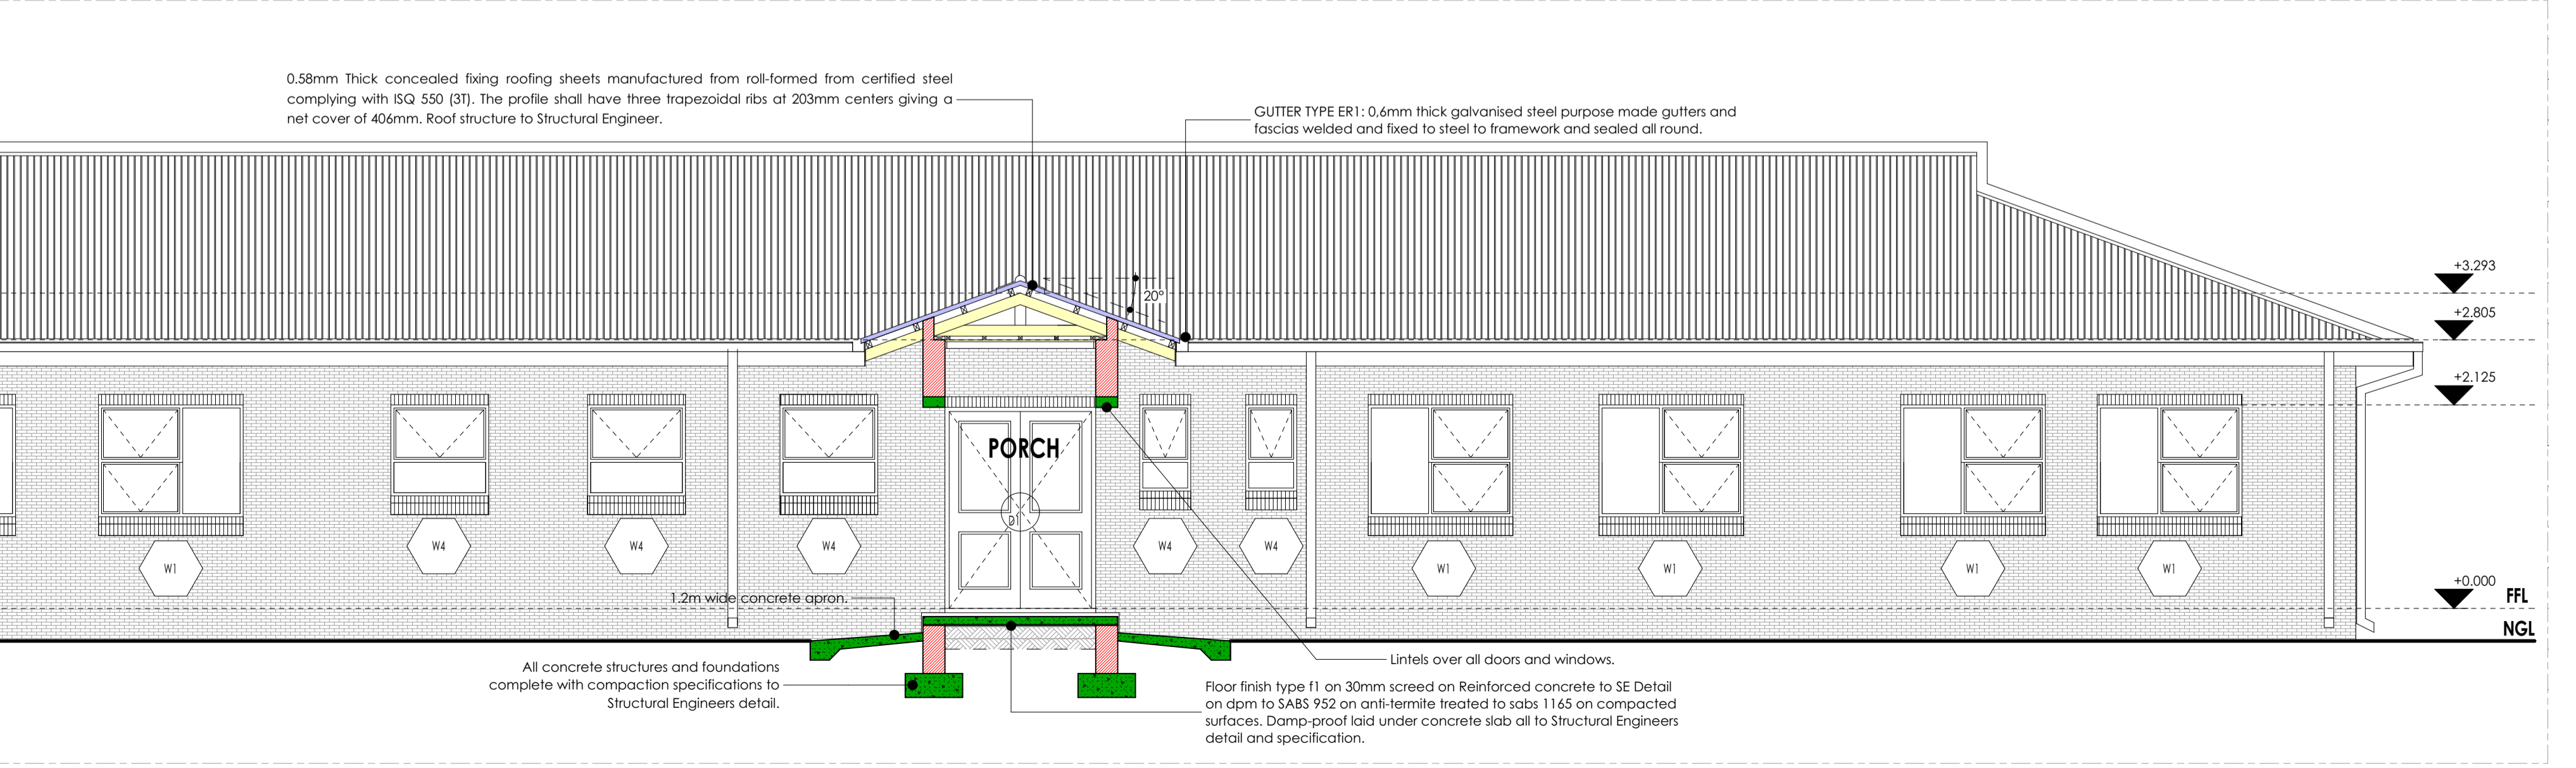 0.58mm Thick concealed fixing roofing sheets manufactured from roll-formed from certified steel
complying with ISQ 550 (3T). The profile shall have three trapezoidal ribs at 203mm centers giving a
net cover of 406mm. Roof structure to Structural Engineer.
GUTTER TYPE ER1: 0,6mm thick galvanised steel purpose made gutters and
fascias welded and fixed to steel to framework and sealed all round.
+3.293
20°
+2.805
+2.125
PORCH
D1
W4
W4
W4
W4
W4
W1
W1
W1
W1
W1
+0.000
FFL
1.2m wide concrete apron.
NGL
Lintels over all doors and windows.
All concrete structures and foundations
complete with compaction specifications to
Structural Engineers detail.
Floor finish type f1 on 30mm screed on Reinforced concrete to SE Detail
on dpm to SABS 952 on anti-termite treated to sabs 1165 on compacted
surfaces. Damp-proof laid under concrete slab all to Structural Engineers
detail and specification.